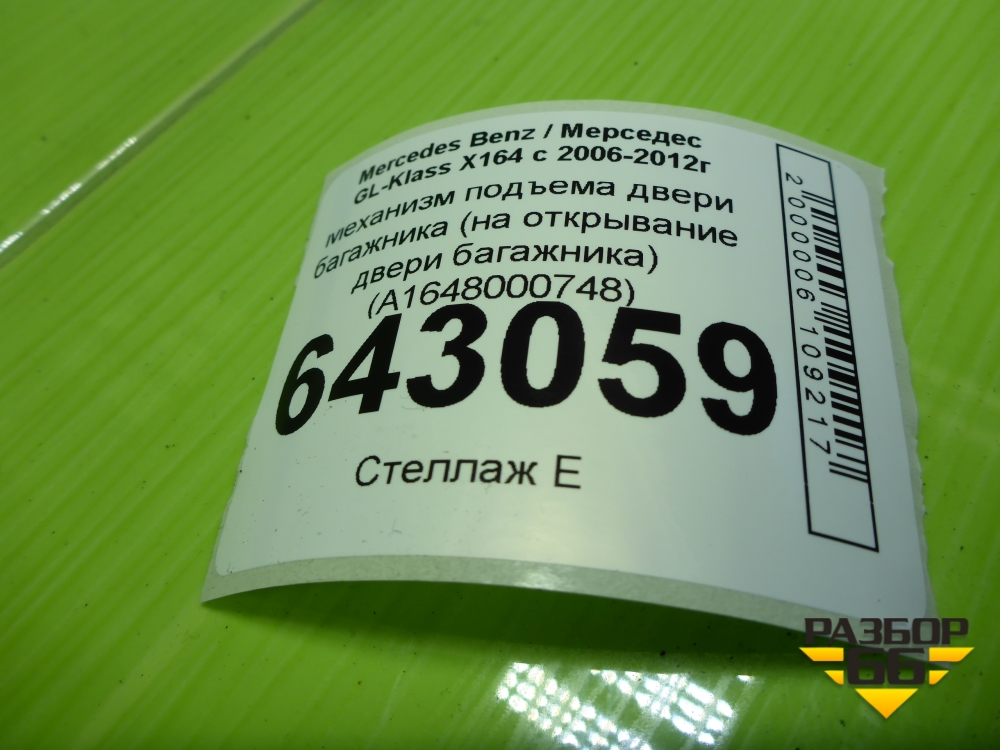 Mercedes Benz / Мерседес
GL-Klass X164 с 2006-2012г
Механизм подъема двери
багажника (на открывание
двери багажника)
(A1648000748)
643059
Стеллаж Е
2000006109217
РАЗБОР
66